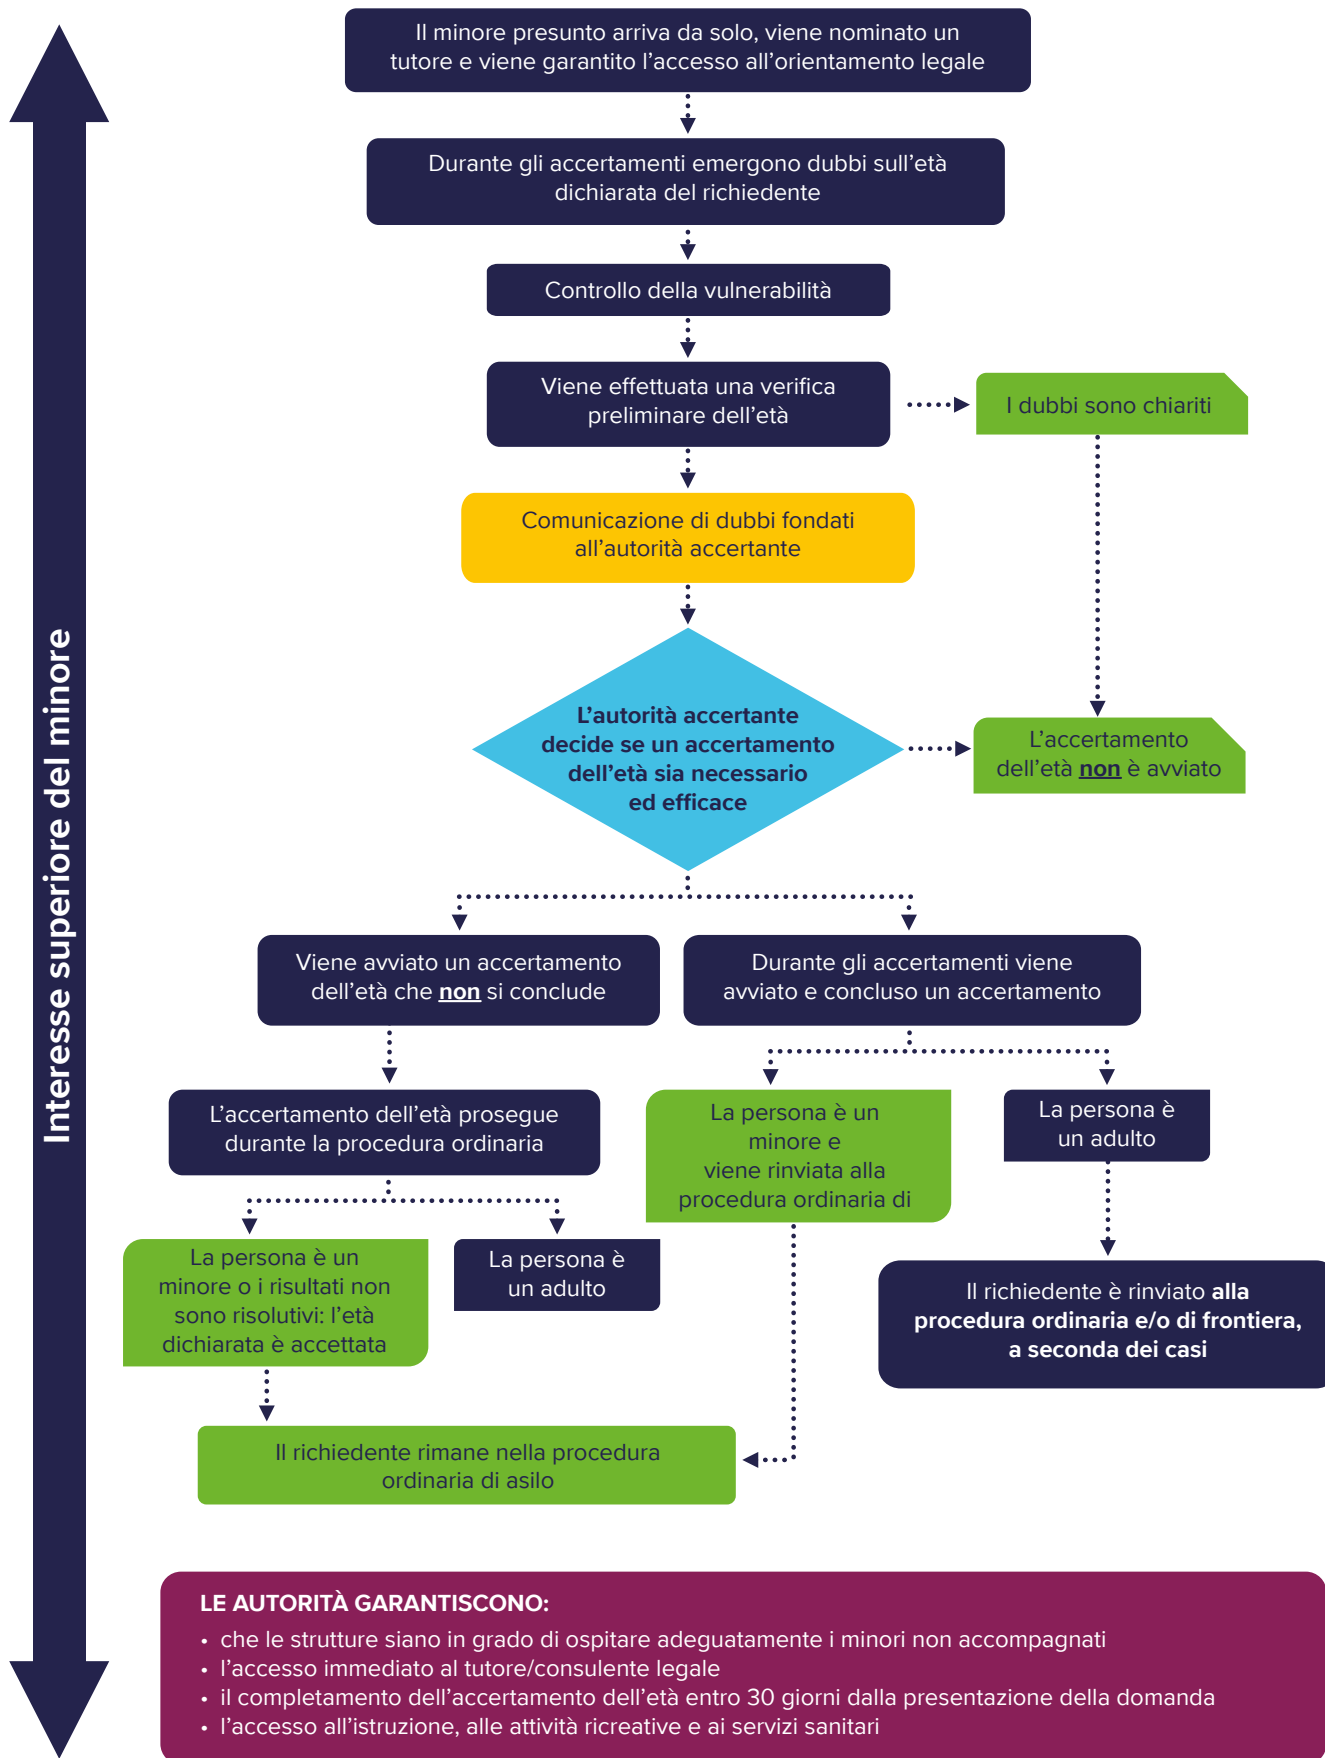 Il minore presunto arriva da solo, viene nominato un
tutore e viene garantito l’accesso all’orientamento legale
Durante gli accertamenti emergono dubbi sull’età
dichiarata del richiedente
Controllo della vulnerabilità
Viene effettuata una verifica
preliminare dell’età
I dubbi sono chiariti
Comunicazione di dubbi fondati
all’autorità accertante
L’autorità accertante
decide se un accertamento
dell’età sia necessario
ed efficace
L’accertamento
dell’età non è avviato
Interesse superiore del minore
Viene avviato un accertamento
dell’età che non si conclude
Durante gli accertamenti viene
avviato e concluso un accertamento
L’accertamento dell’età prosegue
durante la procedura ordinaria
La persona è un
minore e
viene rinviata alla
procedura ordinaria di
La persona è
un adulto
La persona è un
minore o i risultati non
sono risolutivi: l’età
dichiarata è accettata
La persona è
un adulto
Il richiedente è rinviato alla
procedura ordinaria e/o di frontiera,
a seconda dei casi
Il richiedente rimane nella procedura
ordinaria di asilo
LE AUTORITÀ GARANTISCONO:
• che le strutture siano in grado di ospitare adeguatamente i minori non accompagnati
• l’accesso immediato al tutore/consulente legale
• il completamento dell’accertamento dell’età entro 30 giorni dalla presentazione della domanda
• l’accesso all’istruzione, alle attività ricreative e ai servizi sanitari